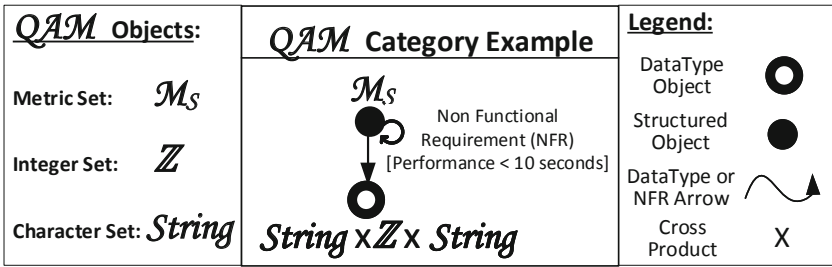 QAM Objects:
Metric Set: ℳS
Integer Set: ℤ
Character Set: String
QAM Category Example
ℳS
Non Functional
Requirement (NFR)
[Performance < 10 seconds]
String x ℤ x String
Legend:
DataType
Object
Structured
Object
DataType or
NFR Arrow
Cross
Product X